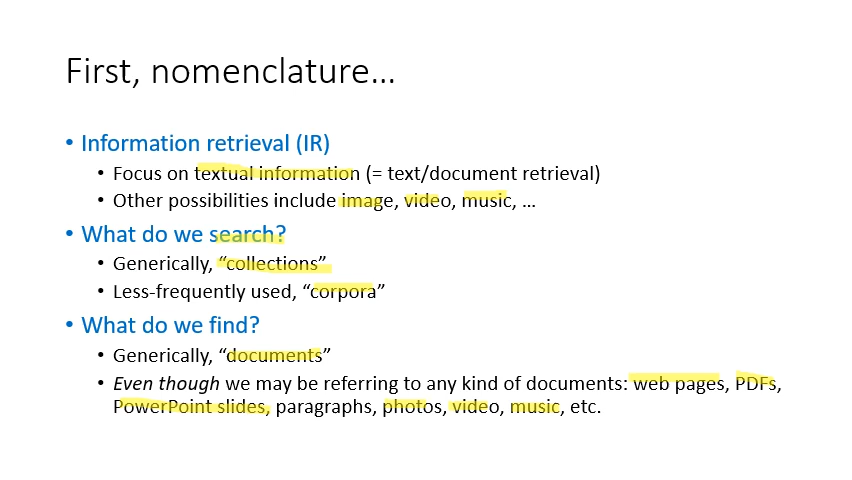 First, nomenclature...
• Information retrieval (IR)
• Focus on textual information (= text/document retrieval)
• Other possibilities include image, video, music, …
• What do we search?
• Generically, “collections”
• Less-frequently used, “corpora”
• What do we find?
• Generically, “documents”
• Even though we may be referring to any kind of documents: web pages, PDFs,
PowerPoint slides, paragraphs, photos, video, music, etc.